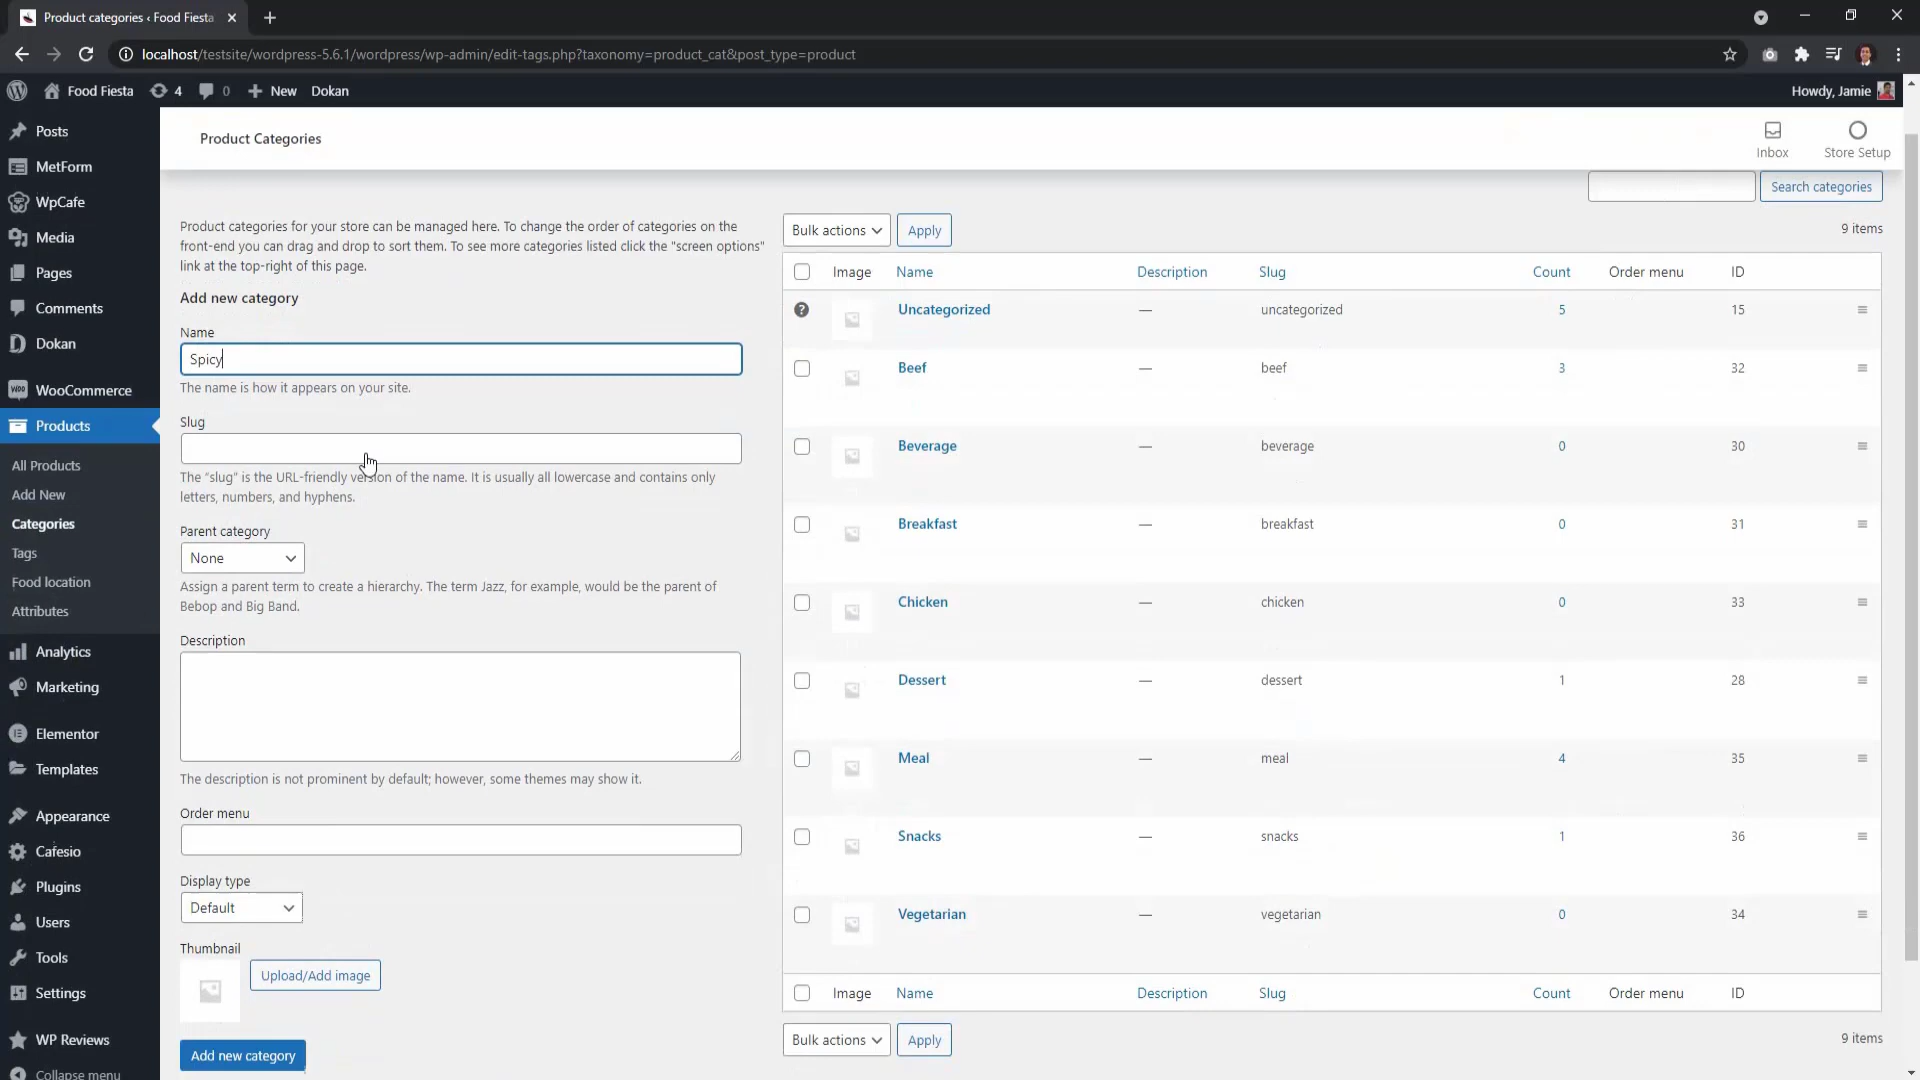 Product categories ‹ Food Fiesta
localhost/testsite/wordpress-5.6.1/wordpress/wp-admin/edit-tags.php?taxonomy=product_cat&post_type=product
Food Fiesta 4 0 New Dokan Howdy, Jamie
Posts
MetForm
WpCafe
Media
Pages
Comments
Dokan
WooCommerce
Products
All Products
Add New
Categories
Tags
Food location
Attributes
Analytics
Marketing
Elementor
Templates
Appearance
Cafesio
Plugins
Users
Tools
Settings
WP Reviews
Collapse menu
Product Categories
Inbox
Store Setup
Search categories
Product categories for your store can be managed here. To change the order of categories on the
front-end you can drag and drop to sort them. To see more categories listed click the "screen options"
link at the top-right of this page.
Add new category
Name
Spicy
The name is how it appears on your site.
Slug
The “slug” is the URL-friendly version of the name. It is usually all lowercase and contains only
letters, numbers, and hyphens.
Parent category
None
Assign a parent term to create a hierarchy. The term Jazz, for example, would be the parent of
Bebop and Big Band.
Description
The description is not prominent by default; however, some themes may show it.
Order menu
Display type
Default
Thumbnail
Upload/Add image
Add new category
Bulk actions Apply 9 items
Image Name Description Slug Count Order menu ID
Uncategorized — uncategorized 5 15
Beef — beef 3 32
Beverage — beverage 0 30
Breakfast — breakfast 0 31
Chicken — chicken 0 33
Dessert — dessert 1 28
Meal — meal 4 35
Snacks — snacks 1 36
Vegetarian — vegetarian 0 34
Image Name Description Slug Count Order menu ID
Bulk actions Apply 9 items